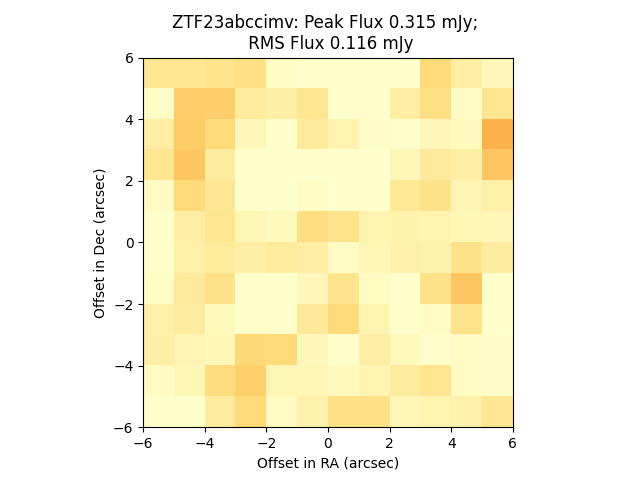 ZTF23abccimv: Peak Flux 0.315 mJy;
RMS Flux 0.116 mJy
6
4
2
0
−2
−4
−6
Offset in Dec (arcsec)
−6 −4 −2 0 2 4 6
Offset in RA (arcsec)